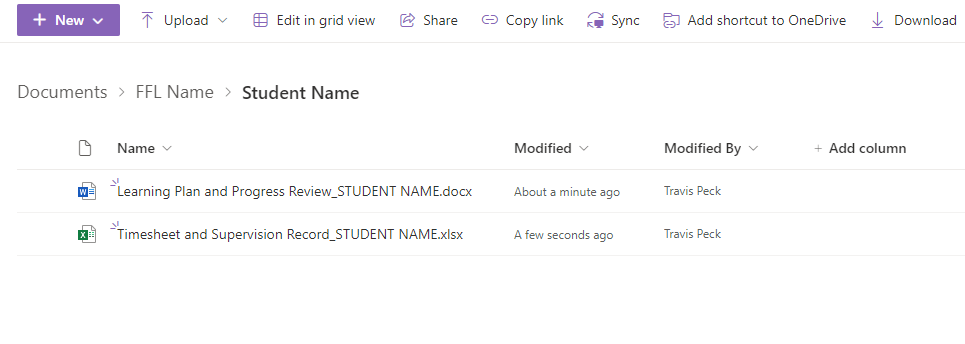 + New Upload Edit in grid view Share Copy link Sync Add shortcut to OneDrive Download
Documents > FFL Name > Student Name
Name Modified Modified By + Add column
Learning Plan and Progress Review_STUDENT NAME.docx About a minute ago Travis Peck
Timesheet and Supervision Record_STUDENT NAME.xlsx A few seconds ago Travis Peck